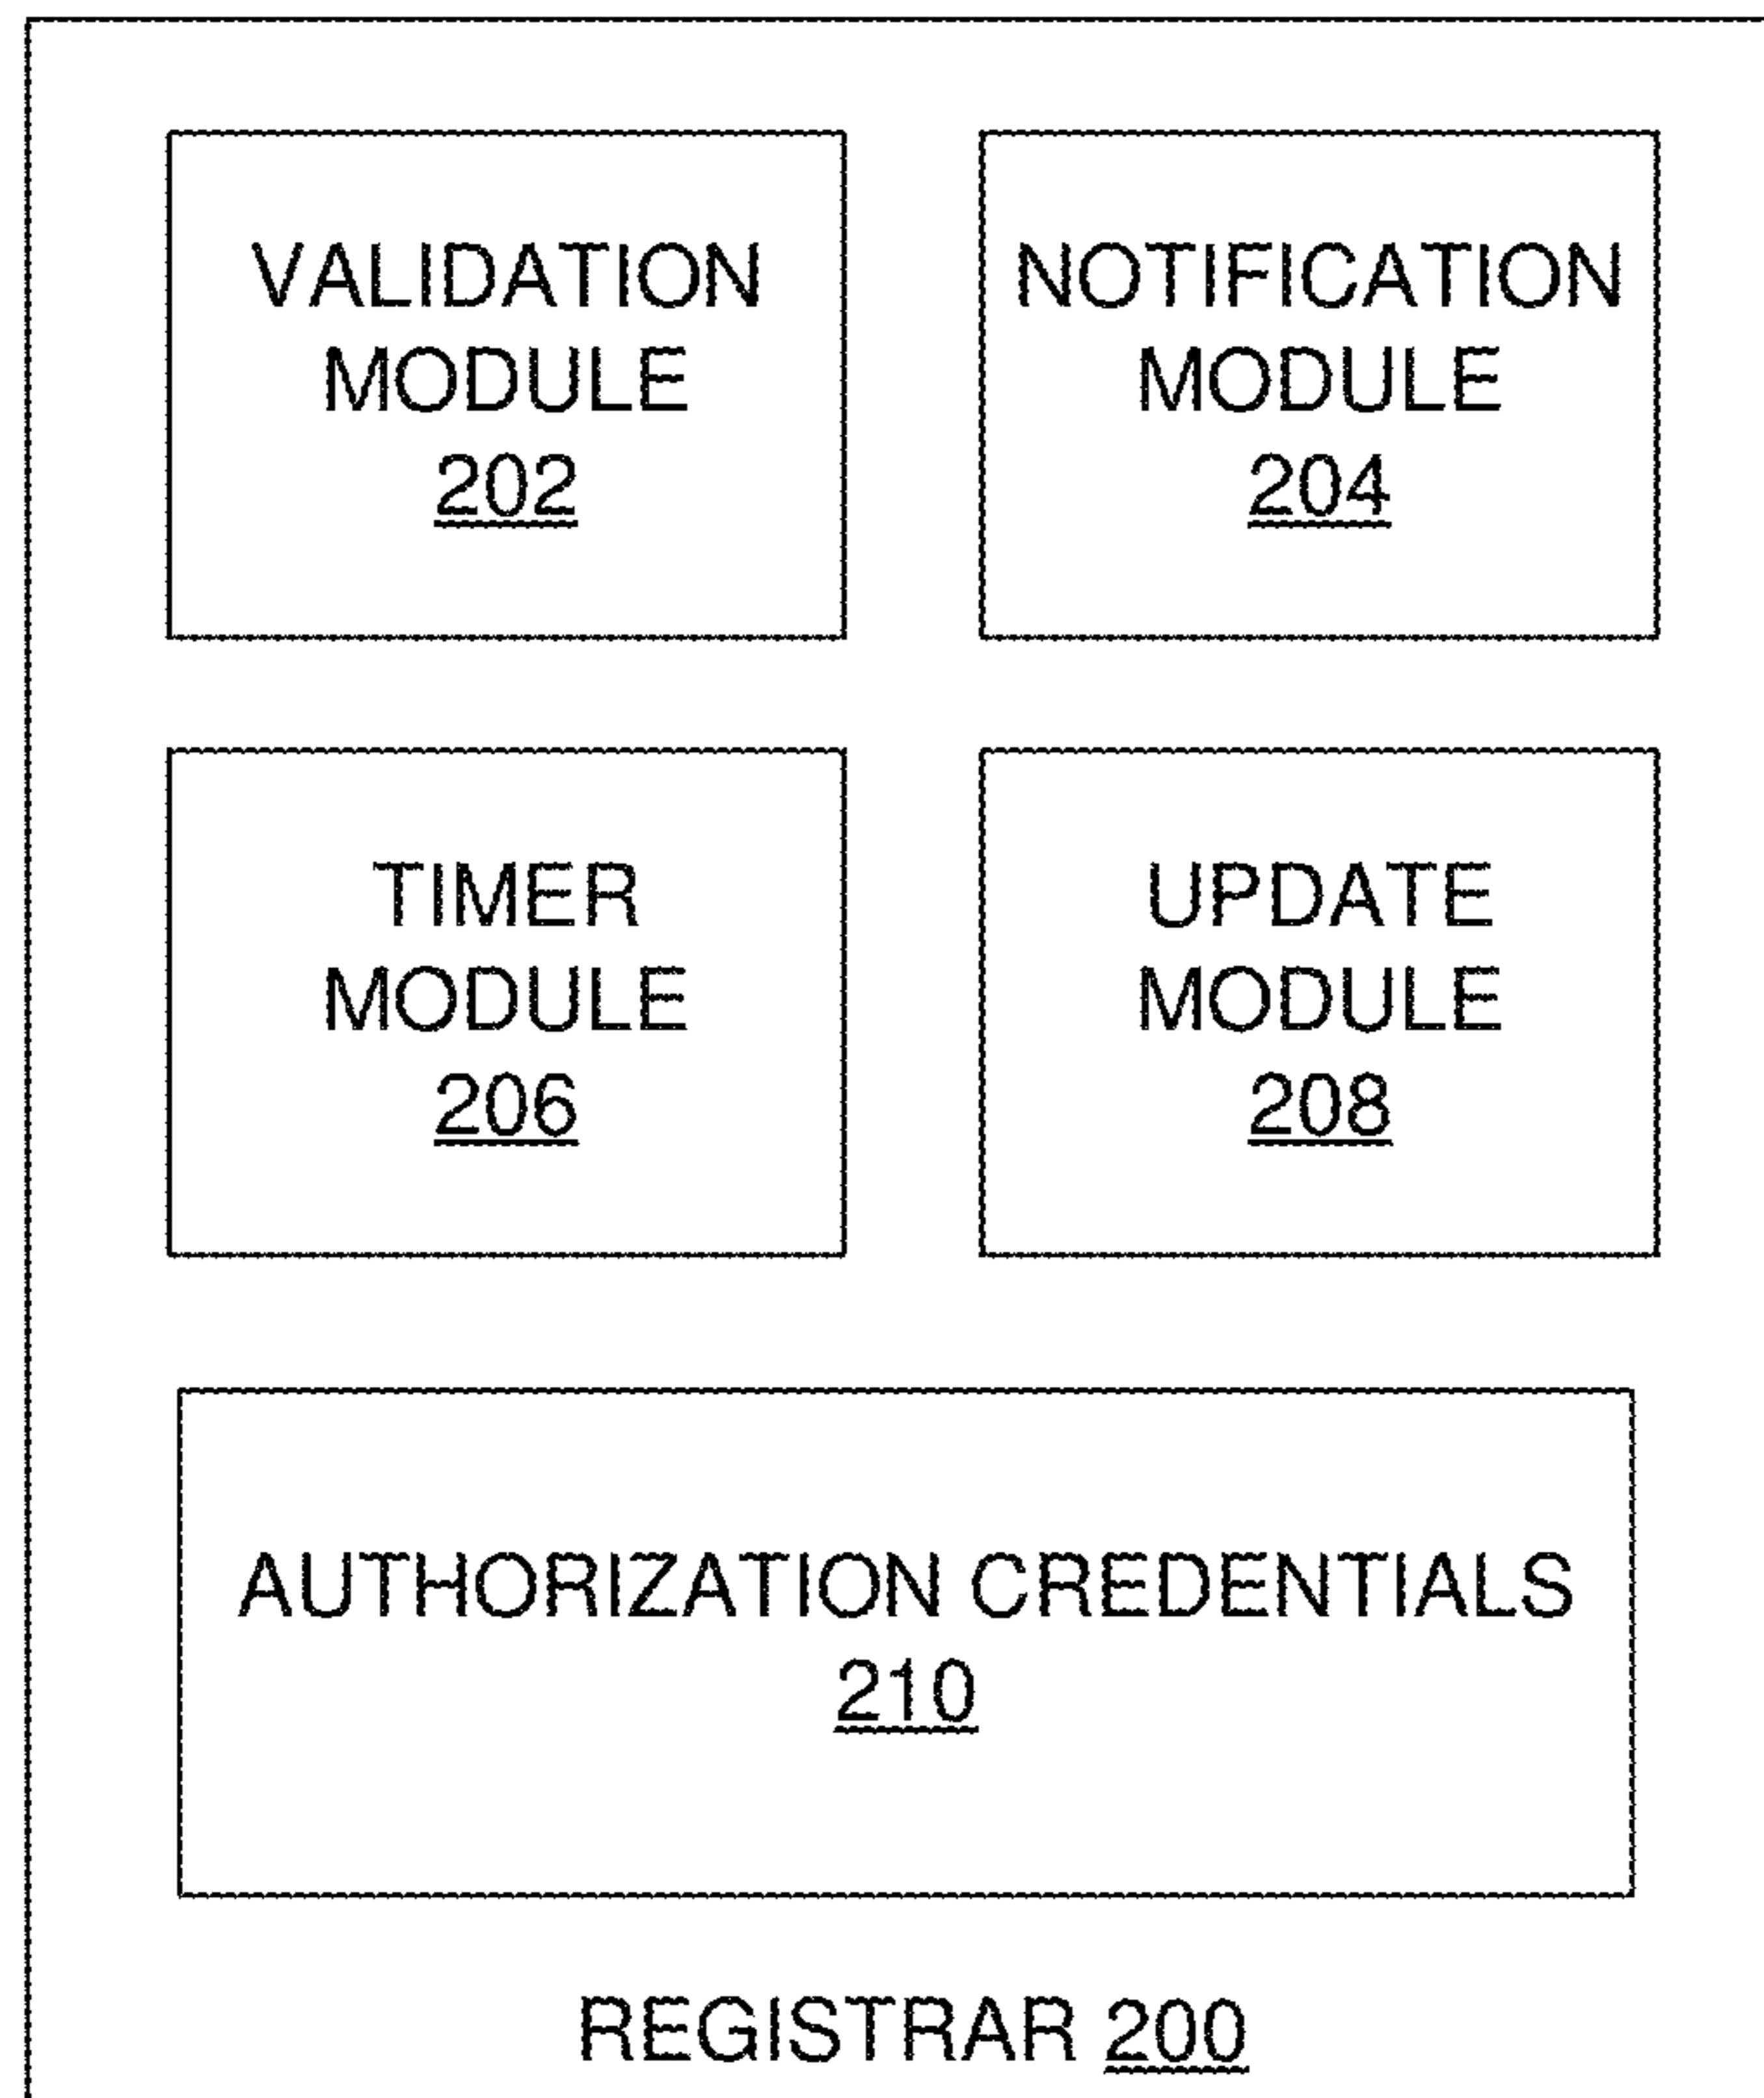 VALIDATION
MODULE
202
NOTIFICATION
MODULE
204
TIMER
MODULE
206
UPDATE
MODULE
208
AUTHORIZATION CREDENTIALS
210
REGISTRAR 200